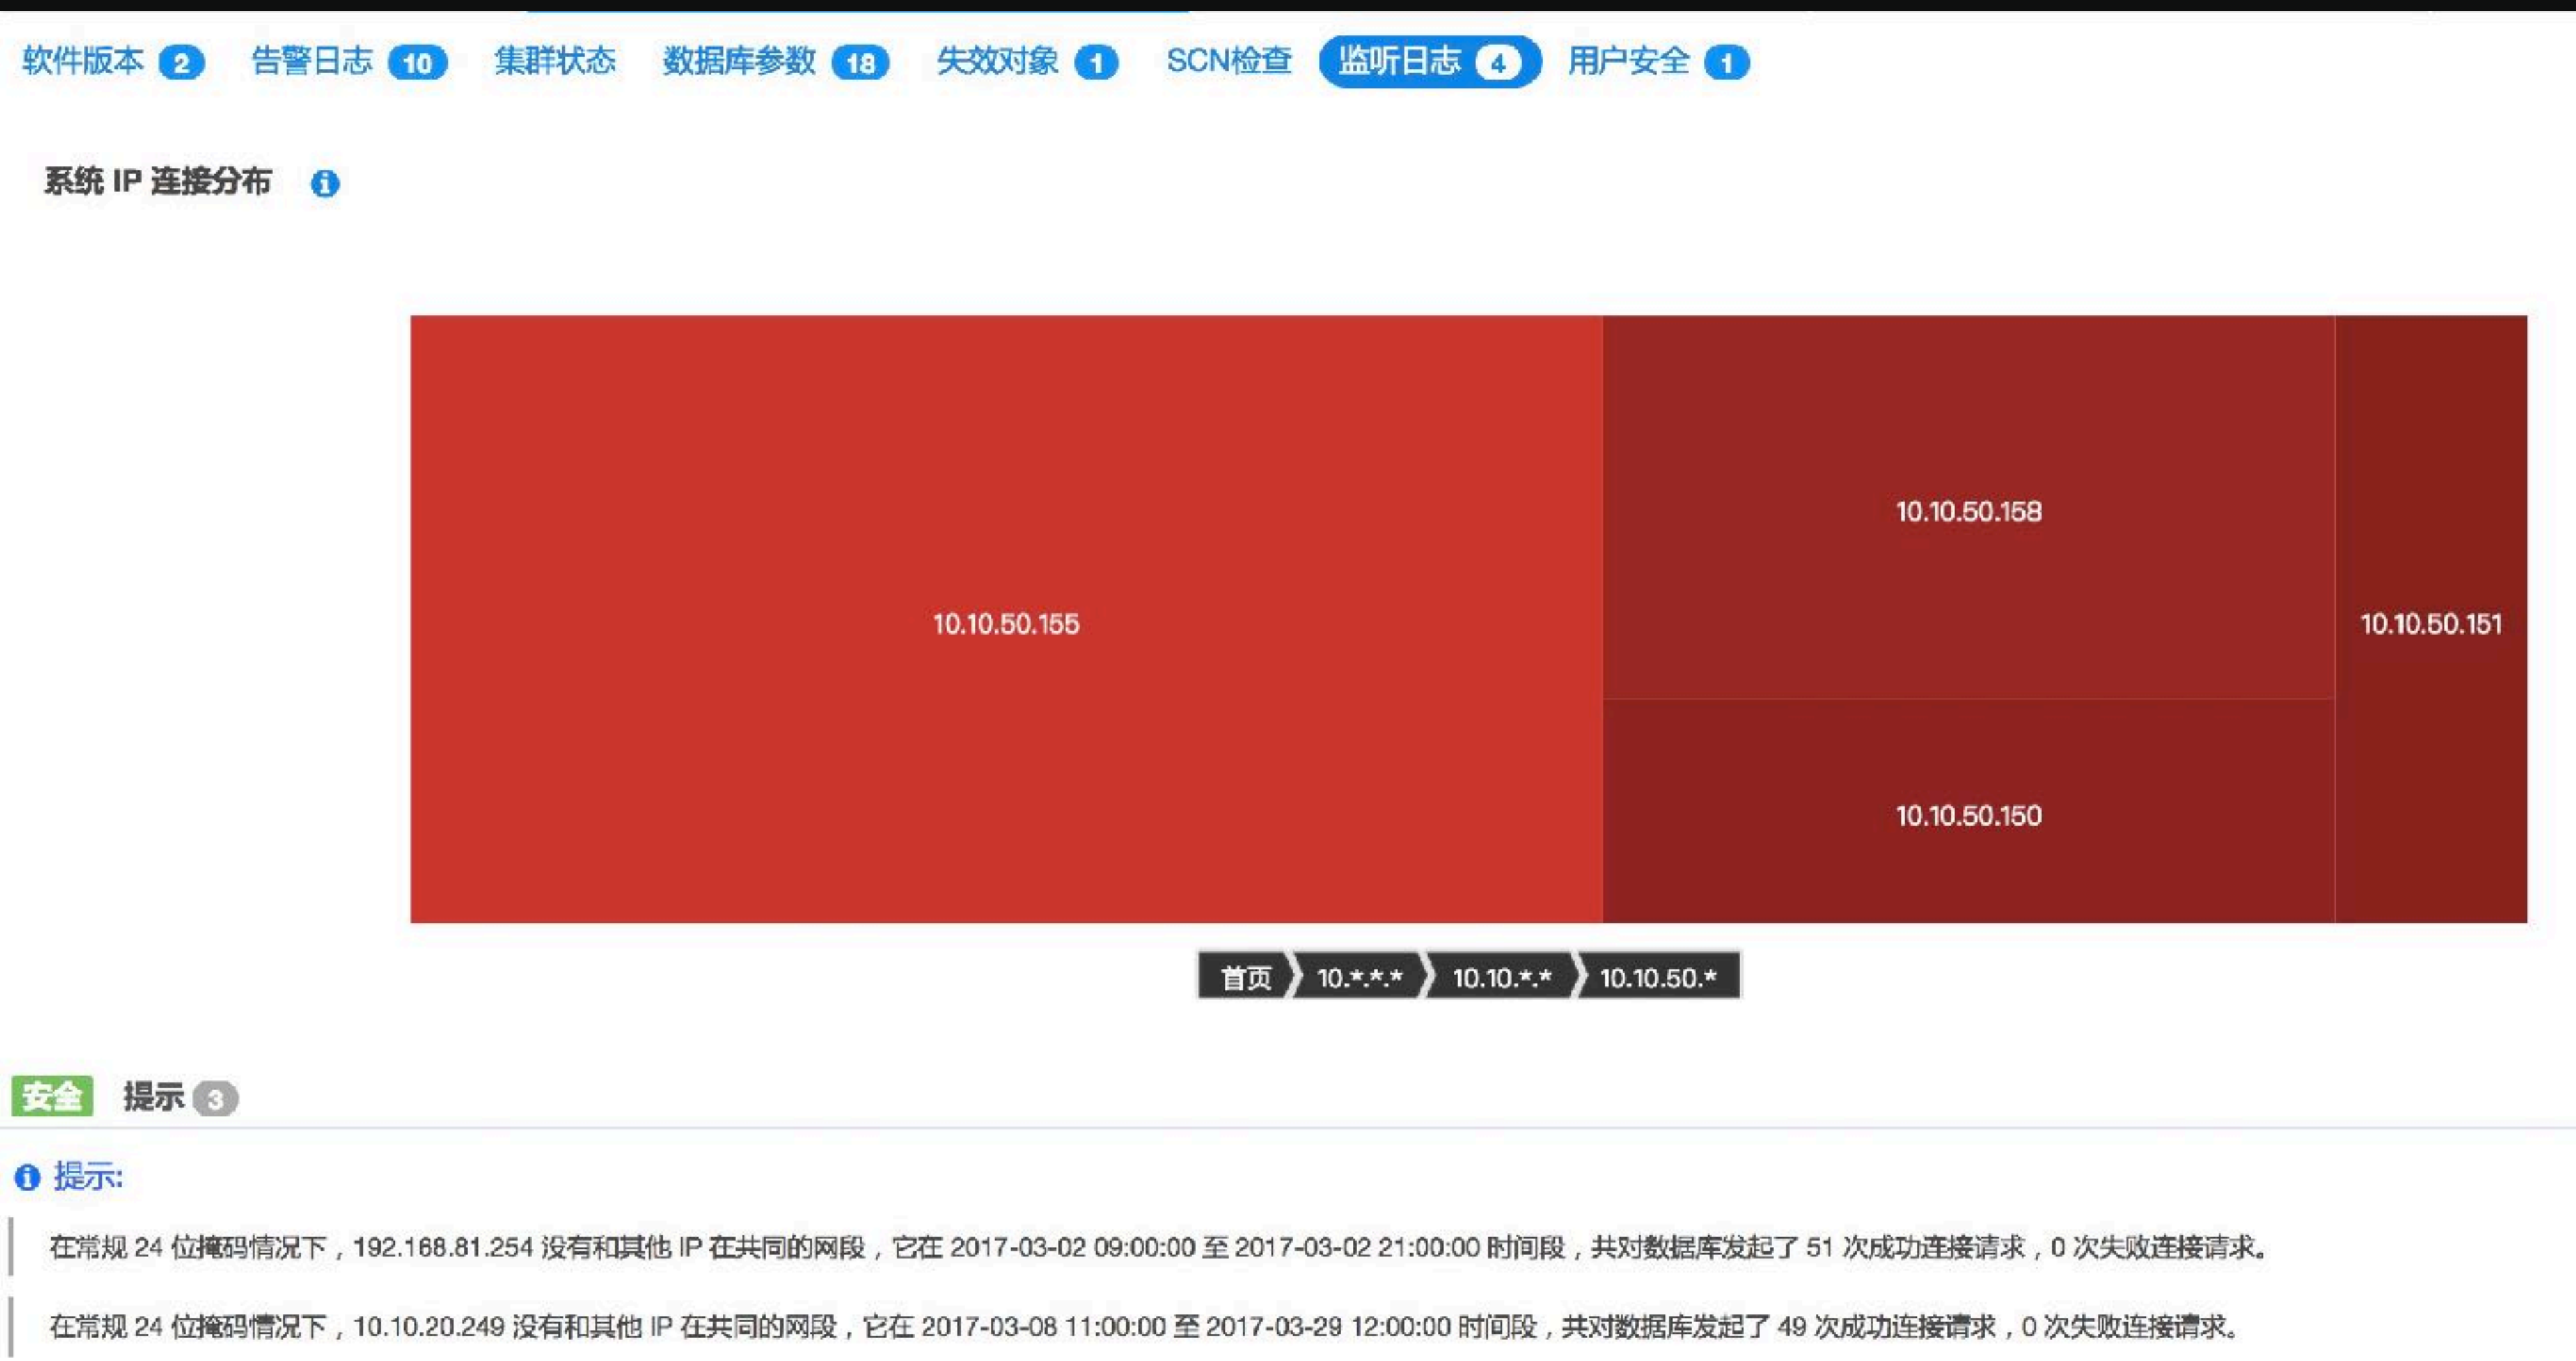 软件版本 2 告警日志 10 集群状态 数据库参数 18 失效对象 1 SCN检查 监听日志 4 用户安全 1
系统 IP 连接分布
10.10.50.158
10.10.50.155
10.10.50.151
10.10.50.150
首页 10.*.*.* 10.10.*.* 10.10.50.*
安全 提示 3
提示:
在常规 24 位掩码情况下，192.168.81.254 没有和其他 IP 在共同的网段，它在 2017-03-02 09:00:00 至 2017-03-02 21:00:00 时间段，共对数据库发起了 51 次成功连接请求，0 次失败连接请求。
在常规 24 位掩码情况下，10.10.20.249 没有和其他 IP 在共同的网段，它在 2017-03-08 11:00:00 至 2017-03-29 12:00:00 时间段，共对数据库发起了 49 次成功连接请求，0 次失败连接请求。